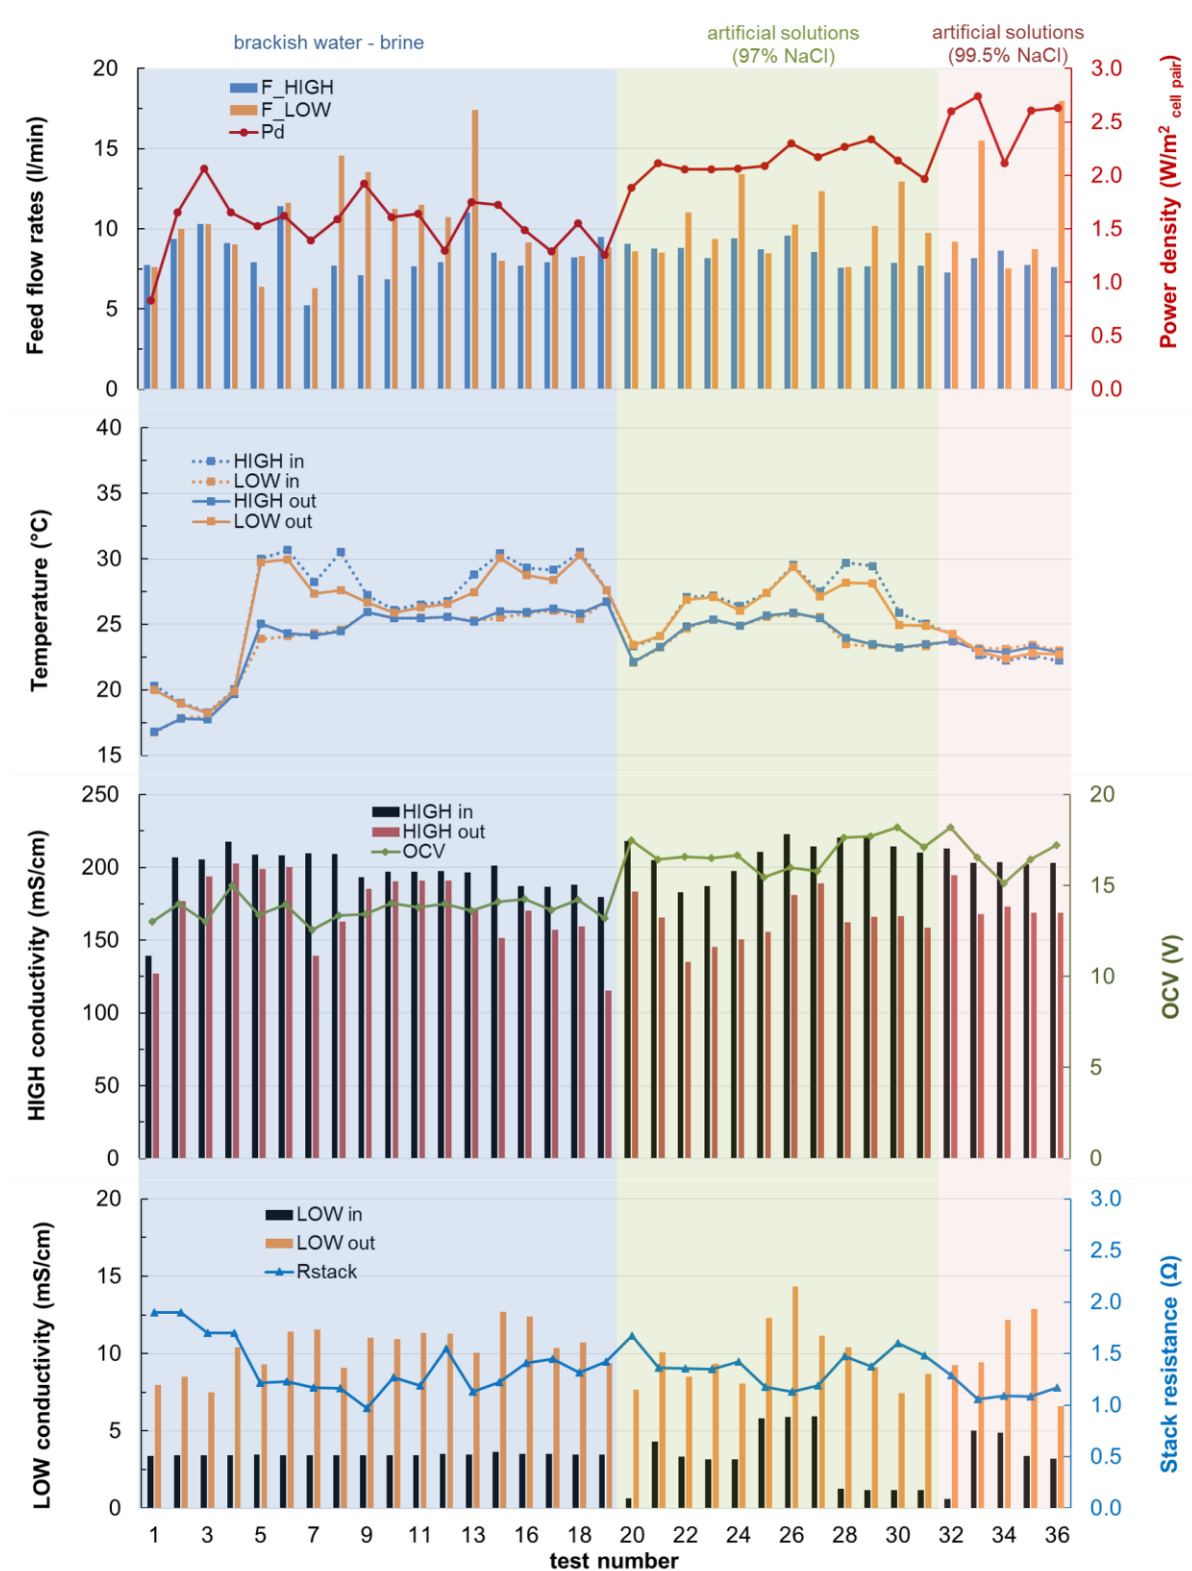 brackish water - brine
artificial solutions
(97% NaCl)
artificial solutions
(99.5% NaCl)
Feed flow rates (l/min)
20
15
10
5
0
F_HIGH
F_LOW
Pd
3.0
2.5
2.0
1.5
1.0
0.5
0.0
Power density (W/m² cell pair)
Temperature (°C)
40
35
30
25
20
15
HIGH in
LOW in
HIGH out
LOW out
HIGH conductivity (mS/cm)
250
200
150
100
50
0
HIGH in
HIGH out
OCV
20
15
10
5
0
OCV (V)
LOW conductivity (mS/cm)
20
15
10
5
0
LOW in
LOW out
Rstack
3.0
2.5
2.0
1.5
1.0
0.5
0.0
Stack resistance (Ω)
1 3 5 7 9 11 13 16 18 20 22 24 26 28 30 32 34 36
test number